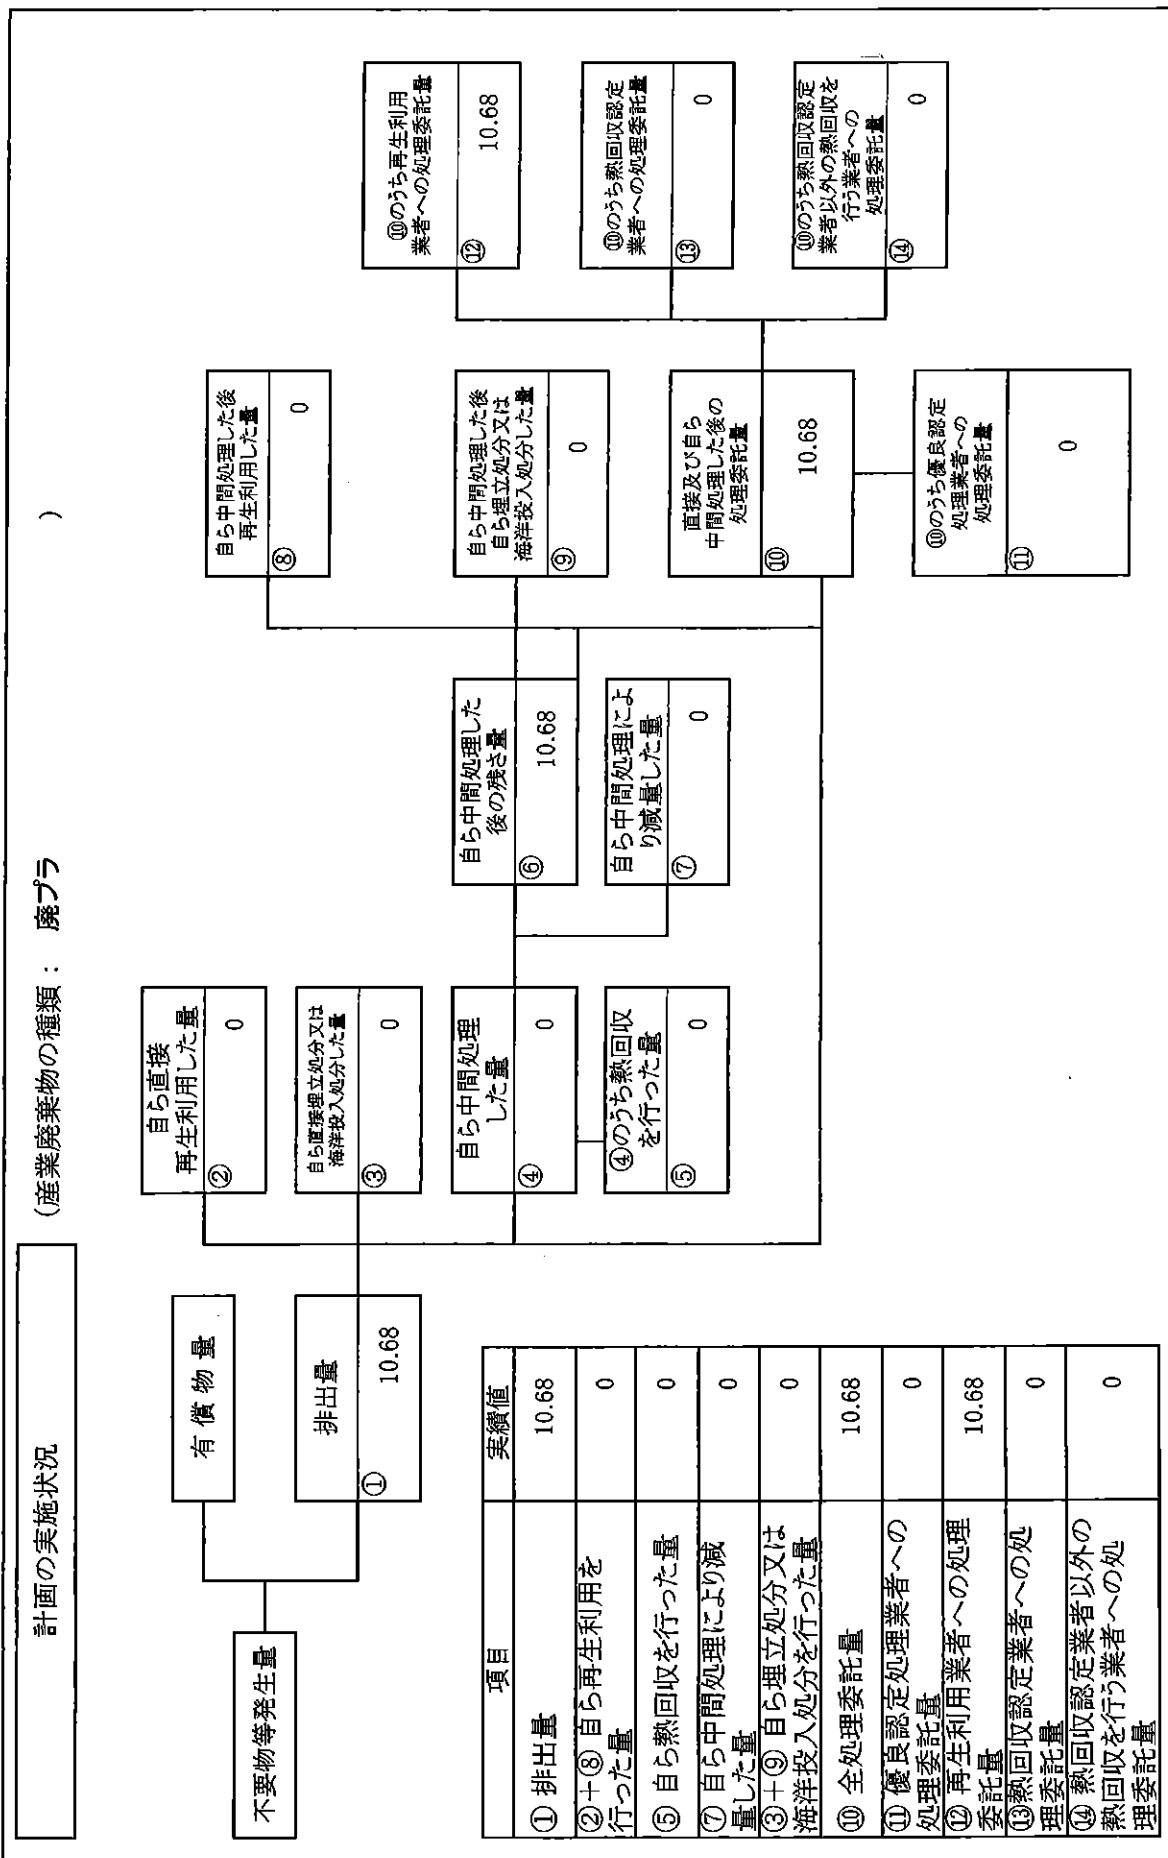 計画の実施状況
(産業廃棄物の種類： 廃プラ )
不要物等発生量
有 償 物 量
排出量
① 10.68
自ら直接
再生利用した量
② 0
自ら直接埋立処分又は
海洋投入処分した量
③ 0
自ら中間処理
した量
④ 0
④のうち熱回収
を行った量
⑤ 0
自ら中間処理した
後の残さ量
⑥ 10.68
自ら中間処理によ
り減量した量
⑦ 0
自ら中間処理した後
再生利用した量
⑧ 0
自ら中間処理した後
自ら埋立処分又は
海洋投入処分した量
⑨ 0
直接及び自ら
中間処理した後の
処理委託量
⑩ 10.68
⑩のうち優良認定
処理業者への
処理委託量
⑪ 0
⑩のうち再生利用
業者への処理委託量
⑫ 10.68
⑩のうち熱回収認定
業者への処理委託量
⑬ 0
⑩のうち熱回収認定
業者以外の熱回収を
行う業者への
処理委託量
⑭ 0
項目 実績値
① 排出量 10.68
②＋⑧ 自ら再生利用を
行った量 0
⑤ 自ら熱回収を行った量 0
⑦ 自ら中間処理により減
量した量 0
③＋⑨ 自ら埋立処分又は
海洋投入処分を行った量 0
⑩ 全処理委託量 10.68
⑪ 優良認定処理業者への
処理委託量 0
⑫ 再生利用業者への処理
委託量 10.68
⑬熱回収認定業者への処
理委託量 0
⑭ 熱回収認定業者以外の
熱回収を行う業者への処
理委託量 0